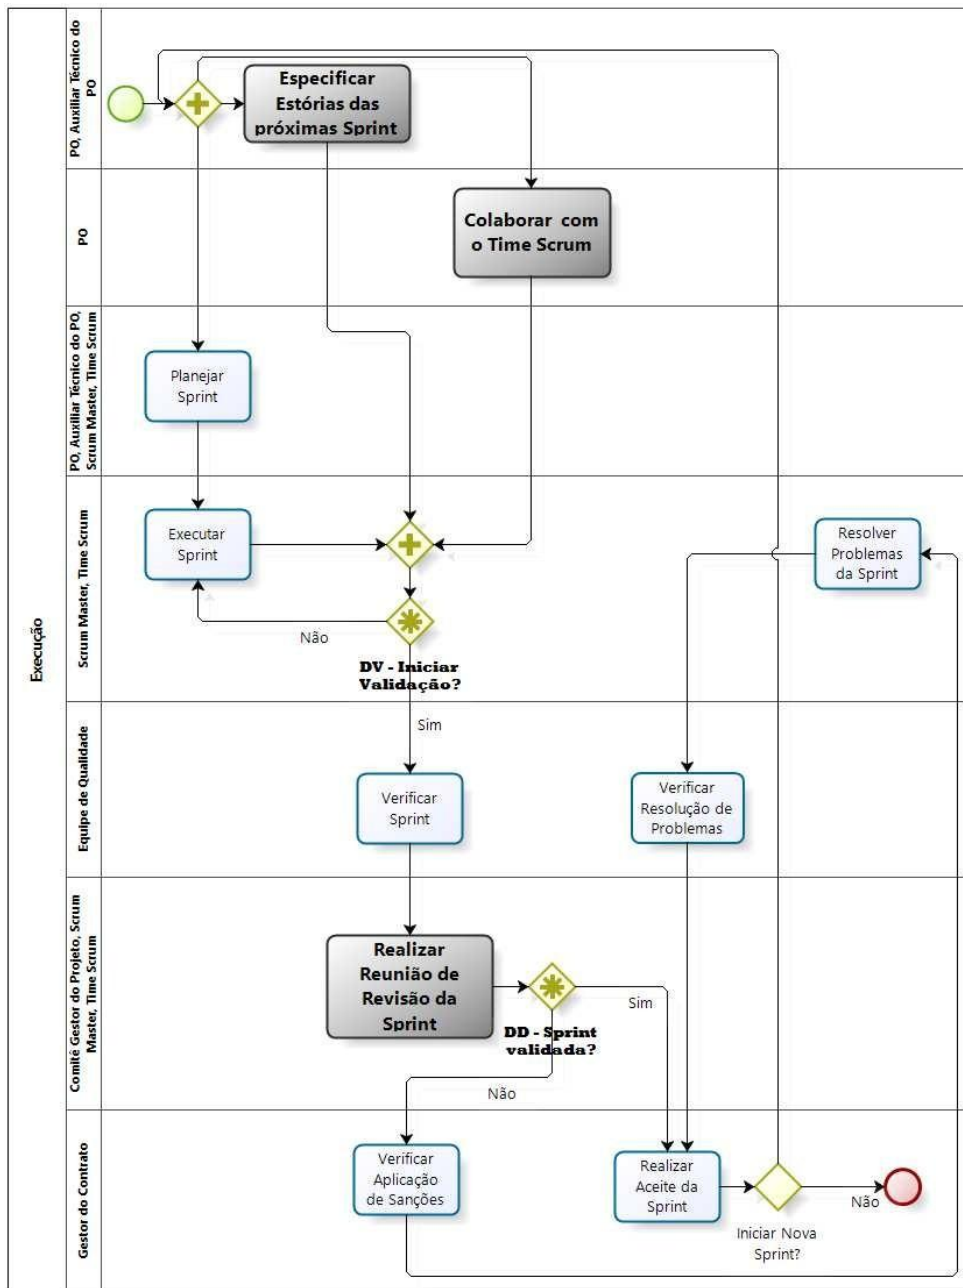 Execução
PO, Auxiliar Técnico do
PO
Especificar
Estórias das
próximas Sprint
PO
Colaborar com
o Time Scrum
PO, Auxiliar Técnico do PO,
Scrum Master, Time Scrum
Planejar
Sprint
Scrum Master, Time Scrum
Executar
Sprint
Resolver
Problemas
da Sprint
Não
DV - Iniciar
Validação?
Sim
Equipe de Qualidade
Verificar
Sprint
Verificar
Resolução de
Problemas
Comitê Gestor do Projeto, Scrum
Master, Time Scrum
Realizar
Reunião de
Revisão da
Sprint
Sim
DD - Sprint
validada?
Não
Gestor do Contrato
Verificar
Aplicação
de Sanções
Realizar
Aceite da
Sprint
Não
Iniciar Nova
Sprint?